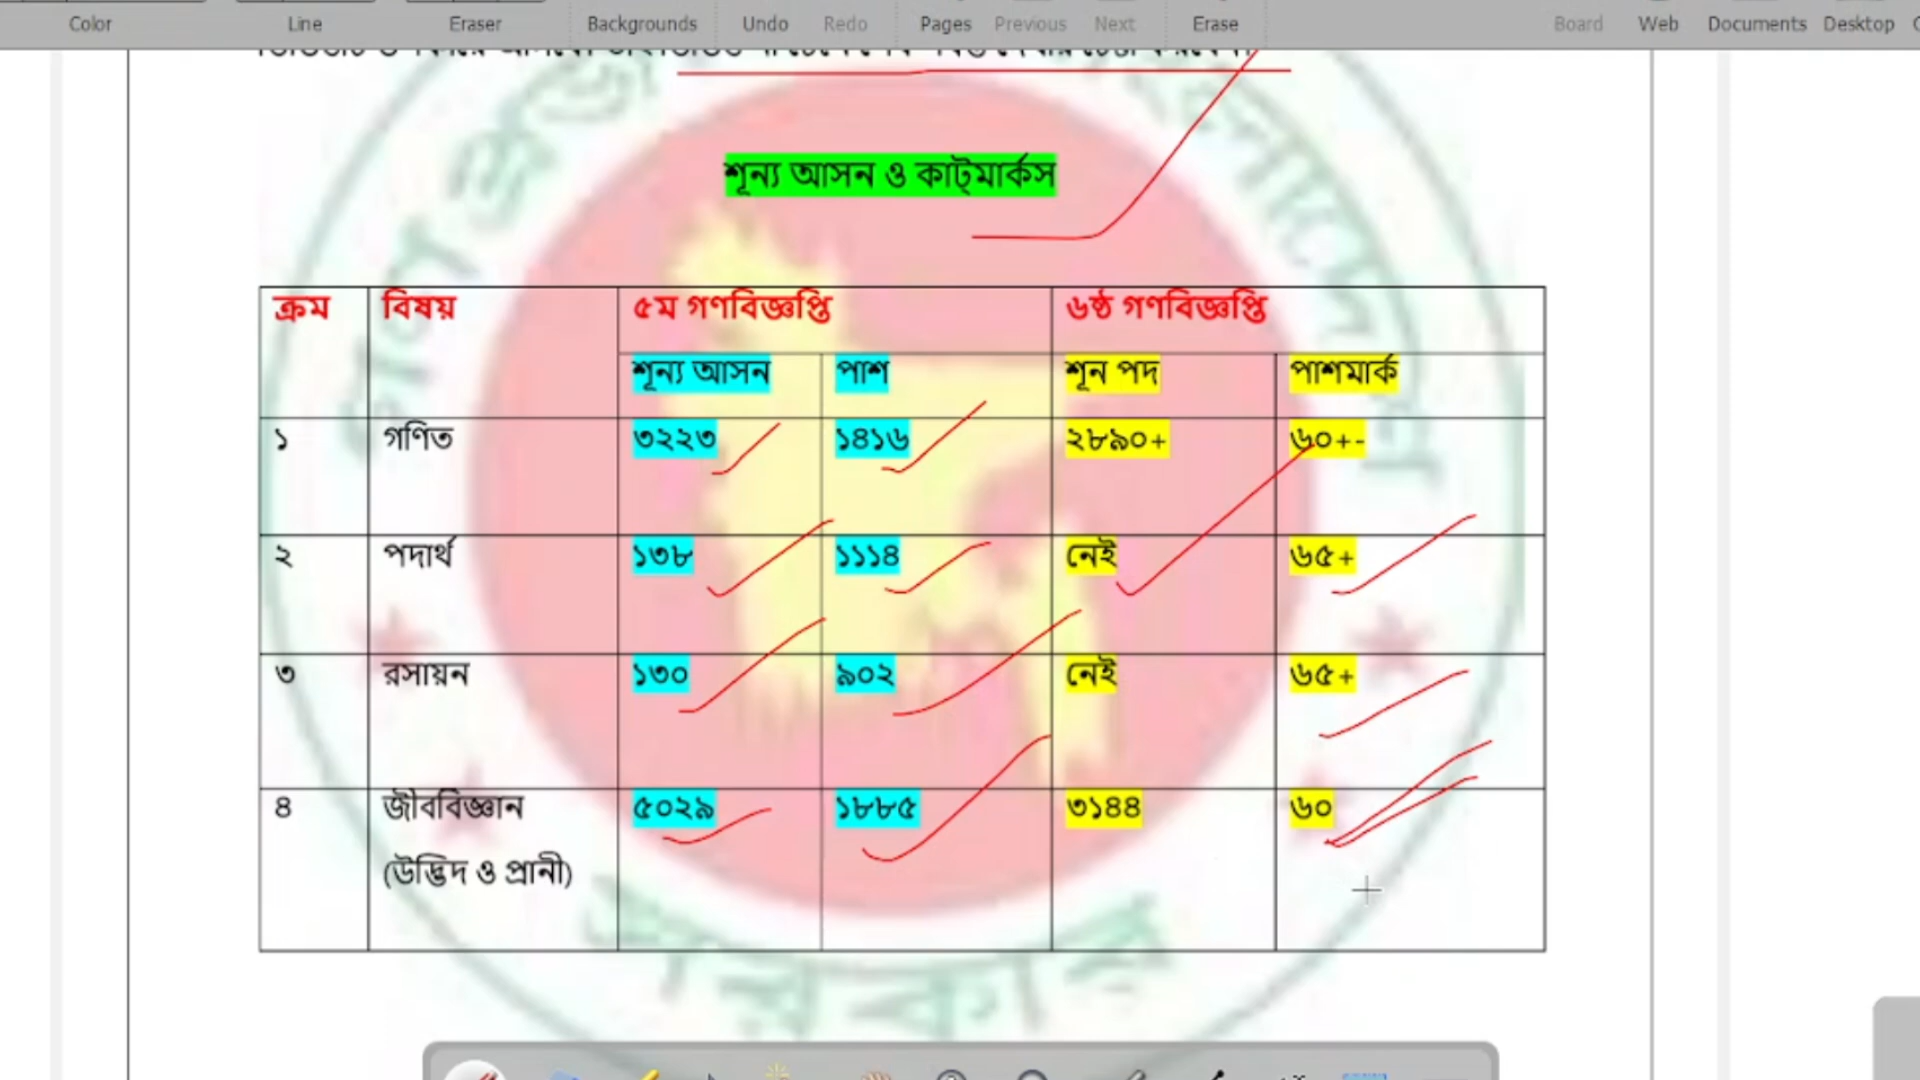 Color Line Eraser Backgrounds Undo Redo Pages Previous Next Erase Board Web Documents Desktop
শূন্য আসন ও কাট্মার্কস
ক্রম বিষয় ৫ম গণবিজ্ঞপ্তি ৬ষ্ঠ গণবিজ্ঞপ্তি
শূন্য আসন পাশ শূন পদ পাশমার্ক
১ গণিত ৩২২৩ ১৪১৬ ২৮৯০+ ৬০+-
২ পদার্থ ১৩৮ ১১১৪ নেই ৬৫+
৩ রসায়ন ১৩০ ৯০২ নেই ৬৫+
৪ জীববিজ্ঞান ৫০২৯ ১৮৮৫ ৩১৪৪ ৬০
(উদ্ভিদ ও প্রানী)